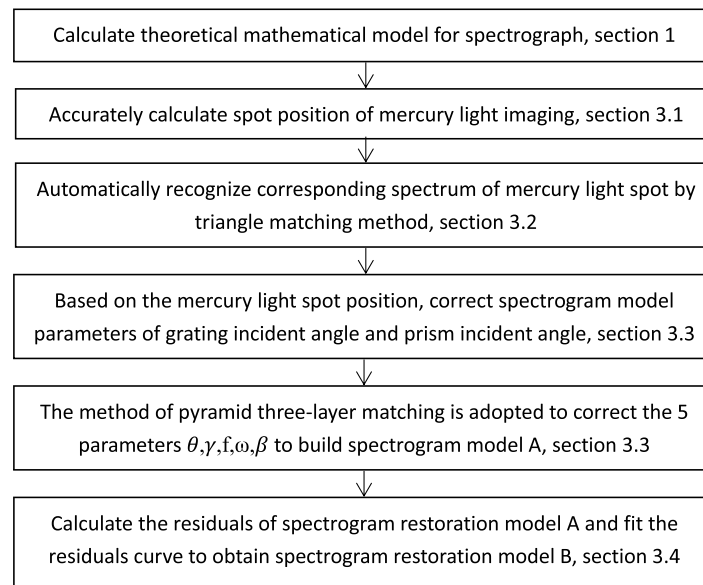 Calculate theoretical mathematical model for spectrograph, section 1
Accurately calculate spot position of mercury light imaging, section 3.1
Automatically recognize corresponding spectrum of mercury light spot by
triangle matching method, section 3.2
Based on the mercury light spot position, correct spectrogram model
parameters of grating incident angle and prism incident angle, section 3.3
The method of pyramid three-layer matching is adopted to correct the 5
parameters θ,γ,f,ω,β to build spectrogram model A, section 3.3
Calculate the residuals of spectrogram restoration model A and fit the
residuals curve to obtain spectrogram restoration model B, section 3.4